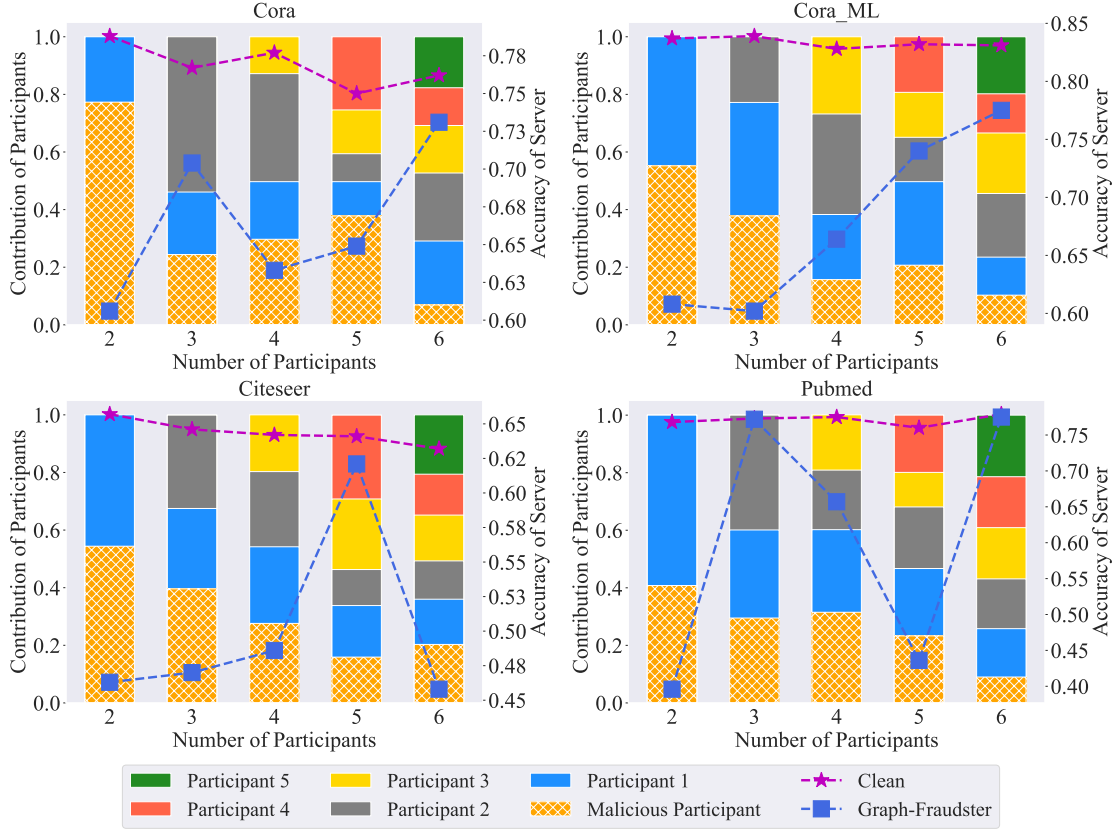 Cora
Cora_ML
1.0
0.8
0.6
0.4
0.2
0.0
Contribution of Participants
0.78
0.75
0.73
0.70
0.68
0.65
0.63
0.60
Accuracy of Server
2 3 4 5 6
Number of Participants
1.0
0.8
0.6
0.4
0.2
0.0
Contribution of Participants
0.85
0.80
0.75
0.70
0.65
0.60
Accuracy of Server
2 3 4 5 6
Number of Participants
Citeseer
Pubmed
1.0
0.8
0.6
0.4
0.2
0.0
Contribution of Participants
0.65
0.62
0.60
0.58
0.55
0.53
0.50
0.48
0.45
Accuracy of Server
2 3 4 5 6
Number of Participants
1.0
0.8
0.6
0.4
0.2
0.0
Contribution of Participants
0.75
0.70
0.65
0.60
0.55
0.50
0.45
0.40
Accuracy of Server
2 3 4 5 6
Number of Participants
Participant 5 Participant 3 Participant 1 Clean
Participant 4 Participant 2 Malicious Participant Graph-Fraudster